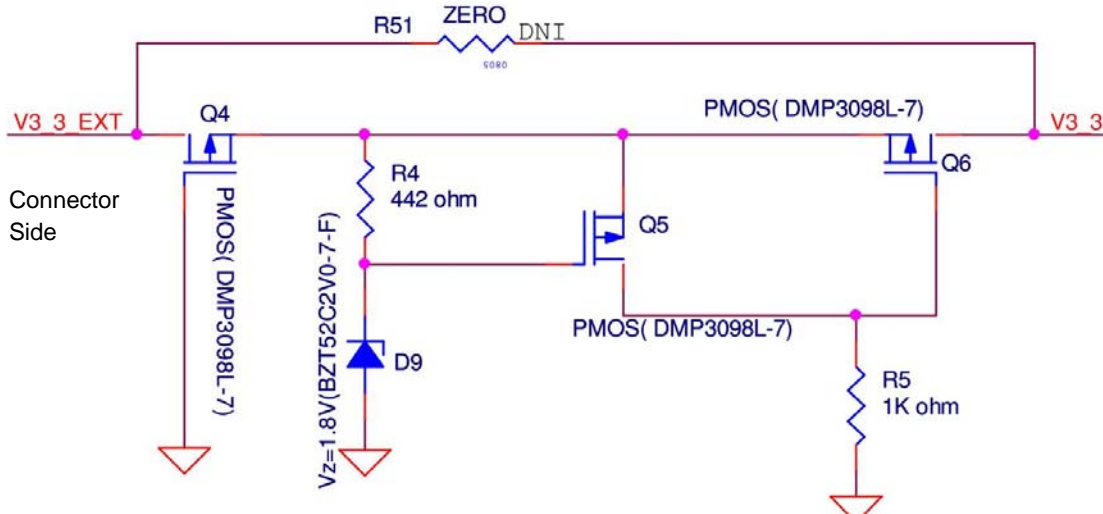 R51
ZERO
DNI
0805
V3_3_EXT
Q4
PMOS( DMP3098L-7)
V3_3
Q6
Connector
Side
PMOS( DMP3098L-7)
R4
442 ohm
Q5
Vz=1.8V(BZT52C2V0-7-F)
D9
PMOS( DMP3098L-7)
R5
1K ohm